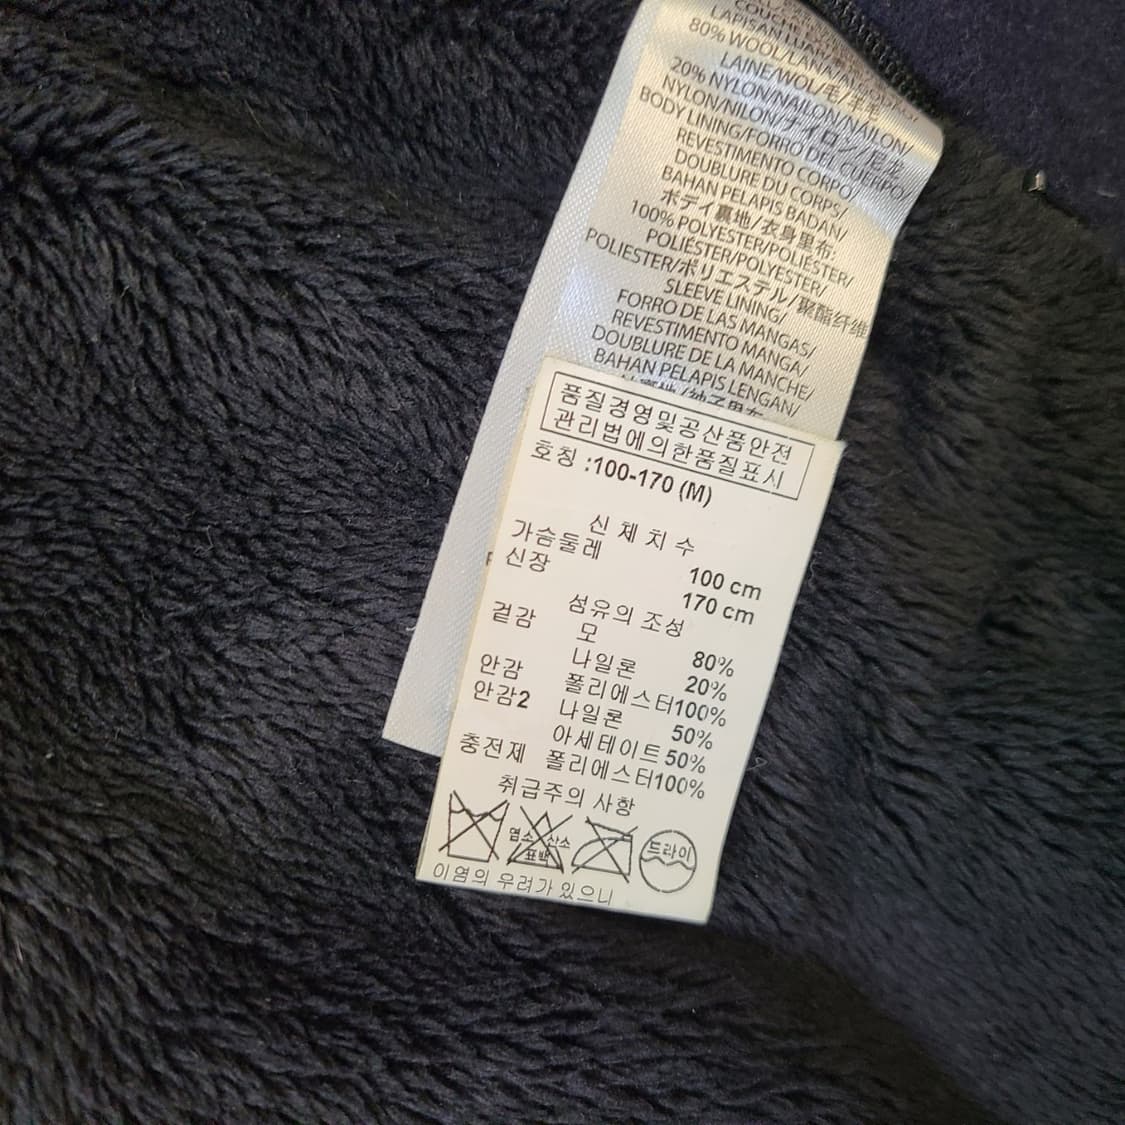 LAPISAN LUAR/
80% WOOL/LANA/
LAINE/WOL/毛/羊毛
20% NYLON/NAILON/NAILON/
NYLON/NILON/ナイロン/尼龙
BODY LINING/FORRO DEL CUERPO/
REVESTIMENTO CORPO/
DOUBLURE DU CORPS/
BAHAN PELAPIS BADAN/
ボディ裏地/衣身里布:
100% POLYESTER/POLIÉSTER/
POLIÉSTER/POLYESTER/
POLIESTER/ポリエステル/聚酯纤维
SLEEVE LINING/
FORRO DE LAS MANGAS/
REVESTIMENTO MANGA/
DOUBLURE DE LA MANCHE/
BAHAN PELAPIS LENGAN/
품질경영및공산품안전
관리법에의한품질표시
호칭 :100-170 (M)
신 체 치 수
가슴둘레 100 cm
신장 170 cm
섬유의 조성
겉감 모 80%
나일론 20%
안감 폴리에스터100%
안감2 나일론 50%
아세테이트 50%
충전제 폴리에스터100%
취급주의 사항
염소 산소
표백
드라이
이염의 우려가 있으니